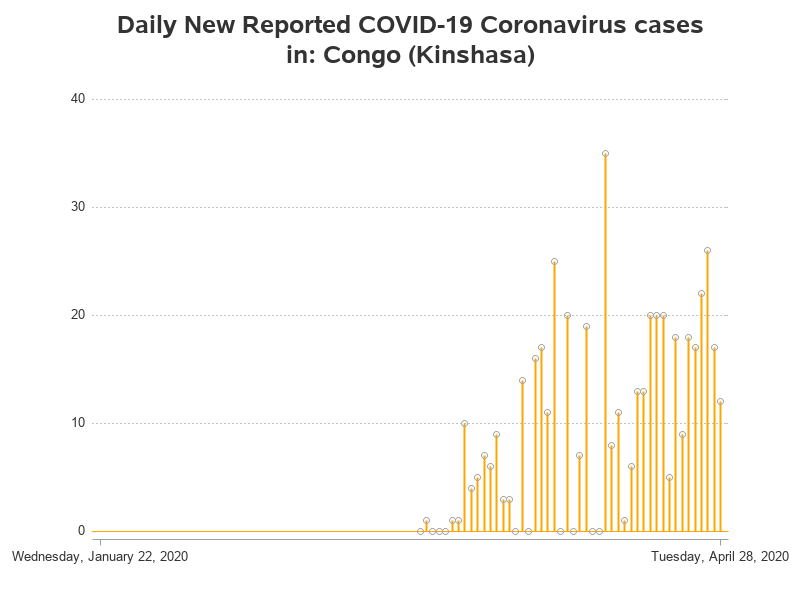 Daily New Reported COVID-19 Coronavirus cases
in: Congo (Kinshasa)
40
30
20
10
0
Wednesday, January 22, 2020
Tuesday, April 28, 2020